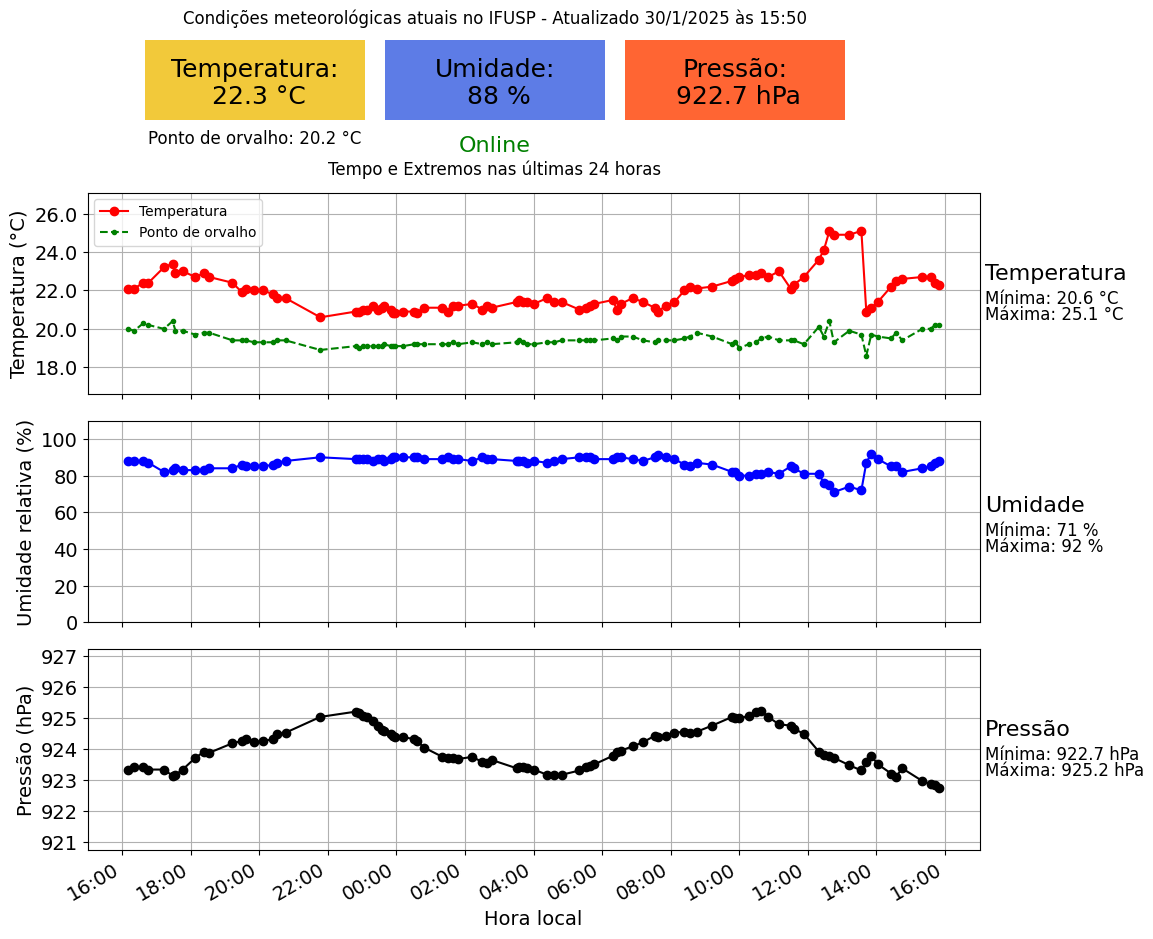 Condições meteorológicas atuais no IFUSP - Atualizado 30/1/2025 às 15:50
Temperatura:
22.3 °C
Umidade:
88 %
Pressão:
922.7 hPa
Ponto de orvalho: 20.2 °C
Online
Tempo e Extremos nas últimas 24 horas
Temperatura (°C)
26.0
24.0
22.0
20.0
18.0
Temperatura
Ponto de orvalho
Temperatura
Mínima: 20.6 °C
Máxima: 25.1 °C
Umidade relativa (%)
100
80
60
40
20
0
Umidade
Mínima: 71 %
Máxima: 92 %
Pressão (hPa)
927
926
925
924
923
922
921
Pressão
Mínima: 922.7 hPa
Máxima: 925.2 hPa
16:00 18:00 20:00 22:00 00:00 02:00 04:00 06:00 08:00 10:00 12:00 14:00 16:00
Hora local